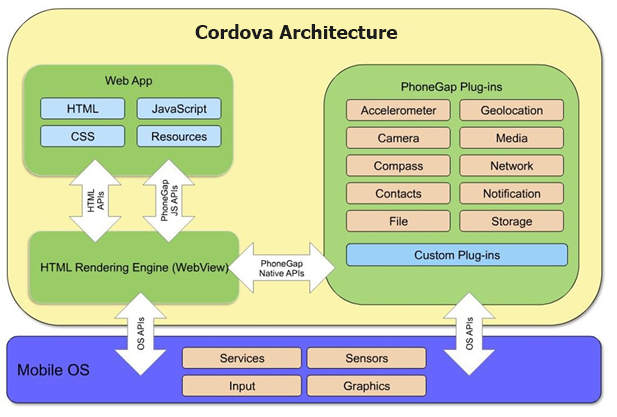 Cordova Architecture
Web App
HTML
JavaScript
CSS
Resources
HTML
APIs
PhoneGap
JS APIs
HTML Rendering Engine (WebView)
PhoneGap
Native APIs
PhoneGap Plug-ins
Accelerometer
Geolocation
Camera
Media
Compass
Network
Contacts
Notification
File
Storage
Custom Plug-ins
OS APIs
OS APIs
Mobile OS
Services
Sensors
Input
Graphics